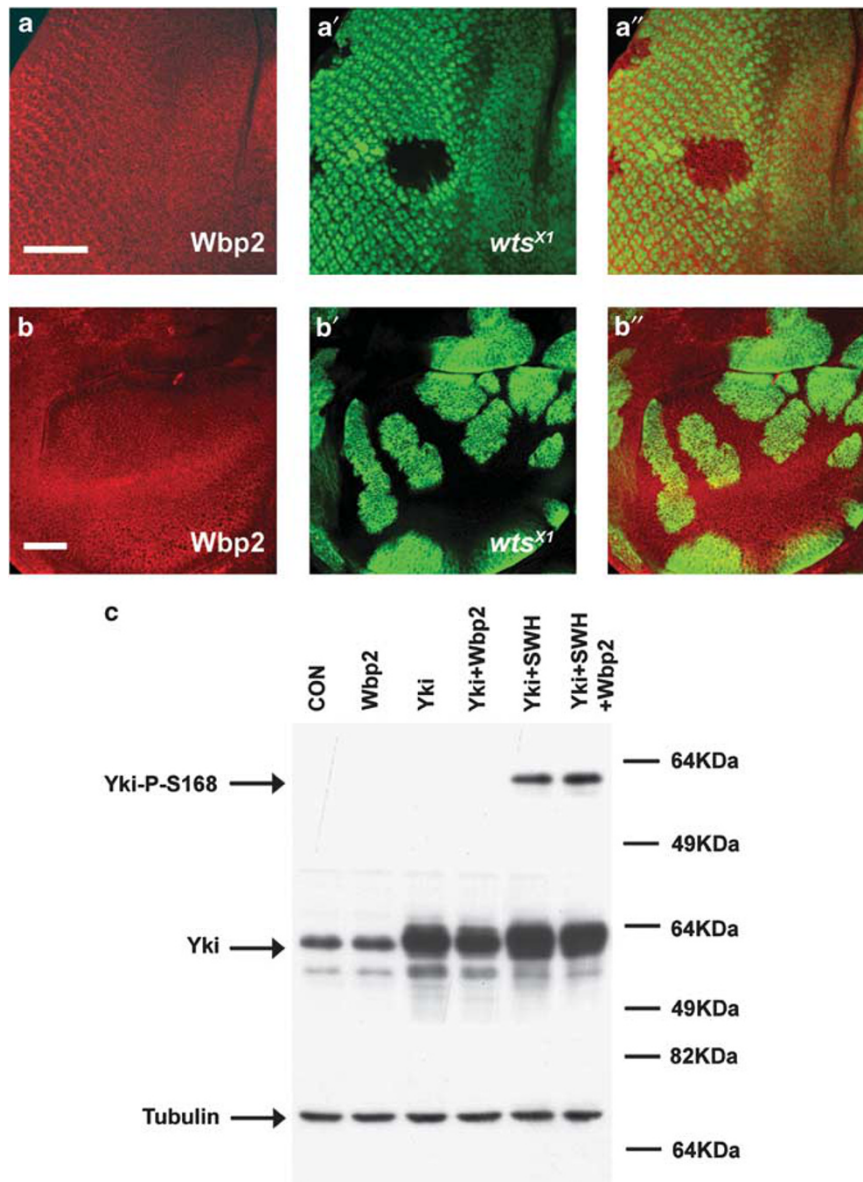 a
Wbp2
a′
wtsX1
a″
b
Wbp2
b′
wtsX1
b″
c
CON
Wbp2
Yki
Yki+Wbp2
Yki+SWH
Yki+SWH
+Wbp2
Yki-P-S168
64KDa
49KDa
Yki
64KDa
49KDa
82KDa
Tubulin
64KDa